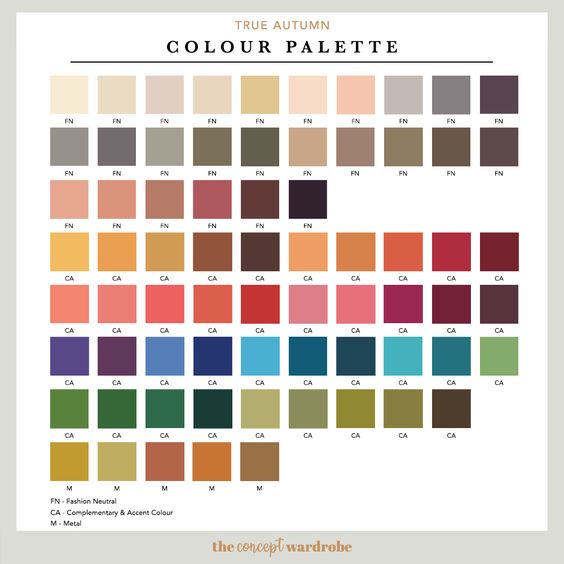 TRUE AUTUMN
COLOUR PALETTE
FN FN FN FN FN FN FN FN FN FN
FN FN FN FN FN FN FN FN FN FN
FN FN FN FN FN FN
CA CA CA CA CA CA CA CA CA CA
CA CA CA CA CA CA CA CA CA CA
CA CA CA CA CA CA CA CA CA CA
CA CA CA CA CA CA CA CA CA
M M M M M
FN - Fashion Neutral
CA - Complementary & Accent Colour
M - Metal
the concept wardrobe